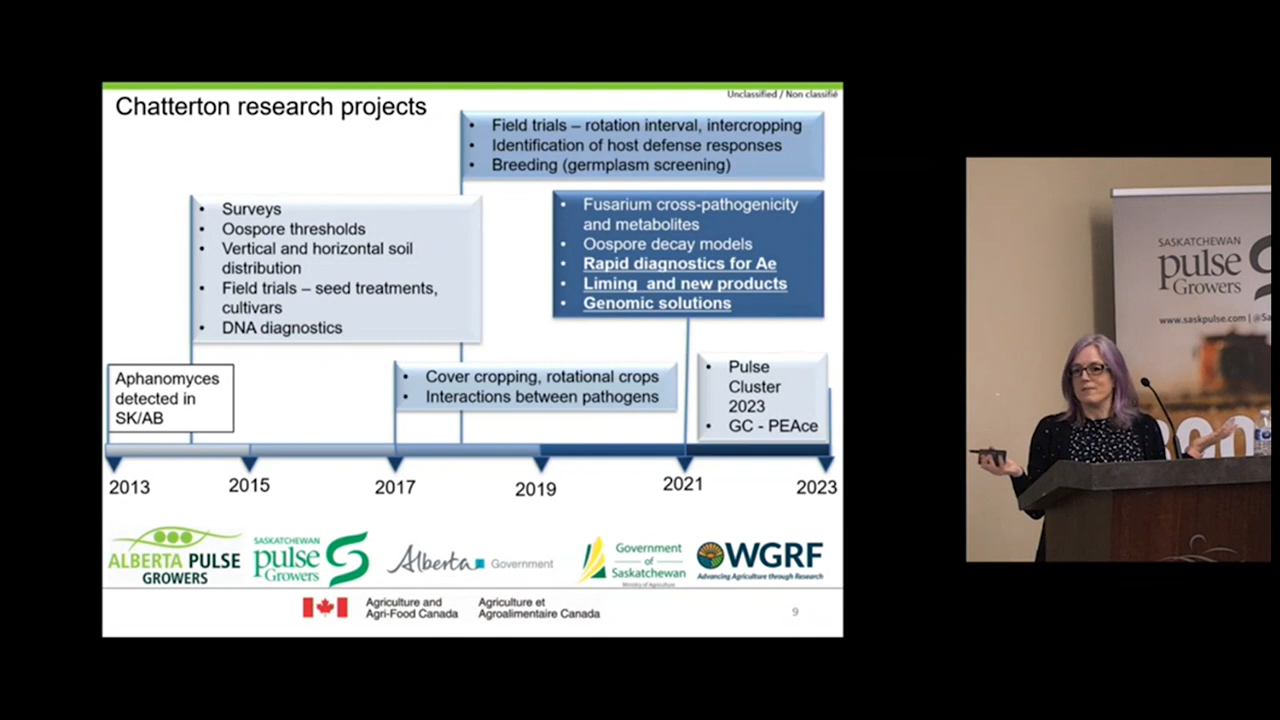 Unclassified / Non classifié
Chatterton research projects
• Field trials – rotation interval, intercropping
• Identification of host defense responses
• Breeding (germplasm screening)
• Surveys
• Oospore thresholds
• Vertical and horizontal soil
distribution
• Field trials – seed treatments,
cultivars
• DNA diagnostics
• Fusarium cross-pathogenicity
and metabolites
• Oospore decay models
• Rapid diagnostics for Ae
• Liming and new products
• Genomic solutions
Aphanomyces
detected in
SK/AB
• Cover cropping, rotational crops
• Interactions between pathogens
• Pulse
Cluster
2023
• GC - PEAce
2013
2015
2017
2019
2021
2023
ALBERTA PULSE
GROWERS
SASKATCHEWAN
pulse
Growers
Alberta Government
Government
of
Saskatchewan
Ministry of Agriculture
WGRF
Advancing Agriculture through Research
Agriculture and
Agri-Food Canada
Agriculture et
Agroalimentaire Canada
9
SASKATCHEWAN
pulse
Growers
www.saskpulse.com | @Sa